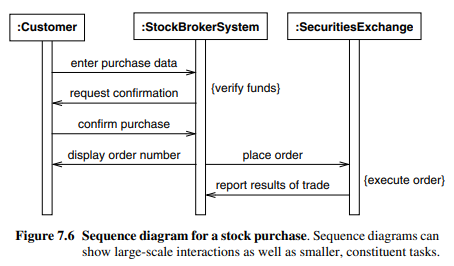 :Customer :StockBrokerSystem :SecuritiesExchange
enter purchase data
{verify funds}
request confirmation
confirm purchase
display order number place order
{execute order}
report results of trade
Figure 7.6 Sequence diagram for a stock purchase. Sequence diagrams can
show large-scale interactions as well as smaller, constituent tasks.